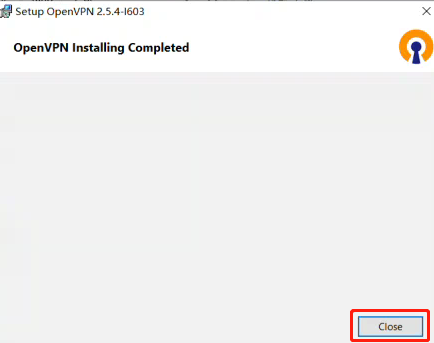 Setup OpenVPN 2.5.4-I603
OpenVPN Installing Completed
Close